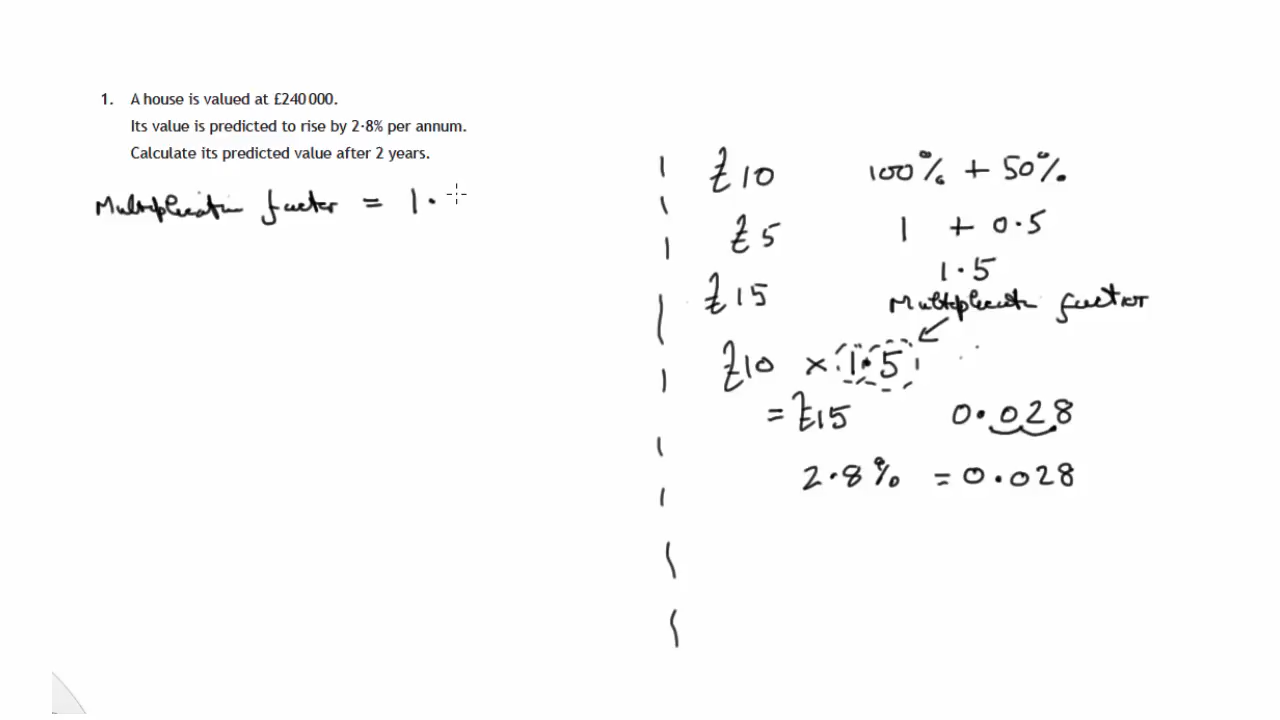 1. A house is valued at £240 000.
Its value is predicted to rise by 2·8% per annum.
Calculate its predicted value after 2 years.
Multiplication factor = 1·
£10 100% + 50%
£5 1 + 0·5
1·5
£15
Multiplicatn factor
£10 × 1·5
= £15 0·028
2·8% = 0·028